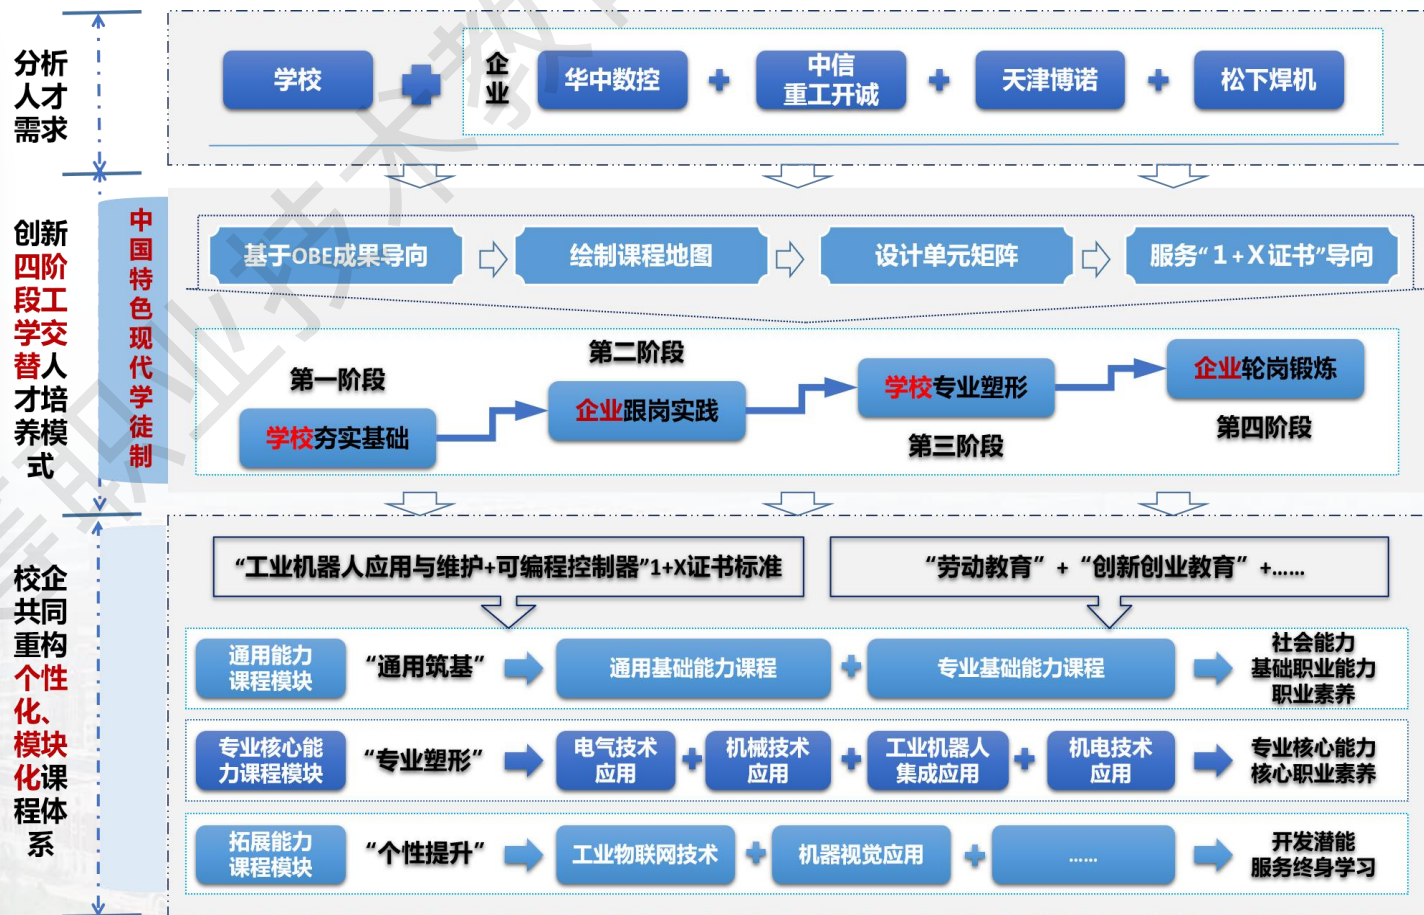 分析
人才
需求
学校
企
业
华中数控
中信
重工开诚
天津博诺
松下焊机
创新
四阶
段工
学交
替人
才培
养模
式
中
国
特
色
现
代
学
徒
制
基于OBE成果导向
绘制课程地图
设计单元矩阵
服务“1+X证书”导向
第一阶段
学校夯实基础
第二阶段
企业跟岗实践
学校专业塑形
第三阶段
企业轮岗锻炼
第四阶段
校企
共同
重构
个性
化、
模块
化课
程体
系
“工业机器人应用与维护+可编程控制器”1+X证书标准
“劳动教育” + “创新创业教育” +……
通用能力
课程模块
“通用筑基”
通用基础能力课程
专业基础能力课程
社会能力
基础职业能力
职业素养
专业核心能
力课程模块
“专业塑形”
电气技术
应用
机械技术
应用
工业机器人
集成应用
机电技术
应用
专业核心能力
核心职业素养
拓展能力
课程模块
“个性提升”
工业物联网技术
机器视觉应用
……
开发潜能
服务终身学习
职业技术教